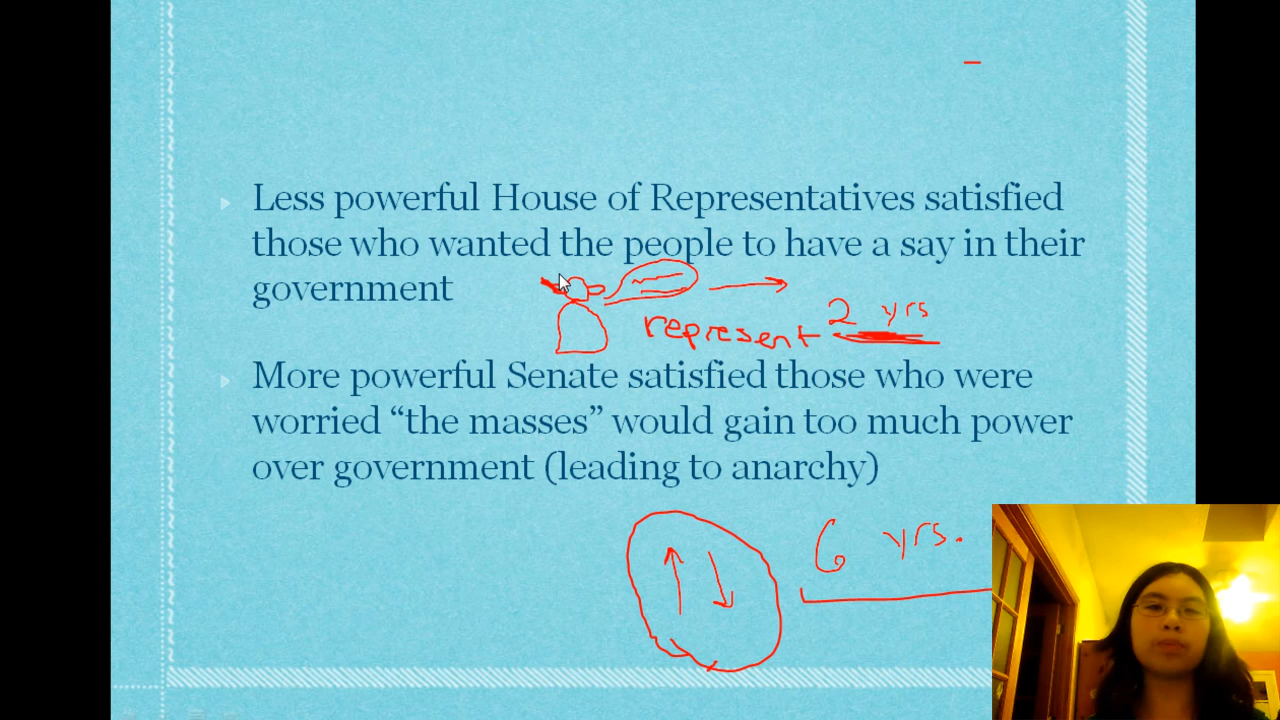 Less powerful House of Representatives satisfied
those who wanted the people to have a say in their
government
represent 2 yrs
More powerful Senate satisfied those who were
worried “the masses” would gain too much power
over government (leading to anarchy)
6 yrs.